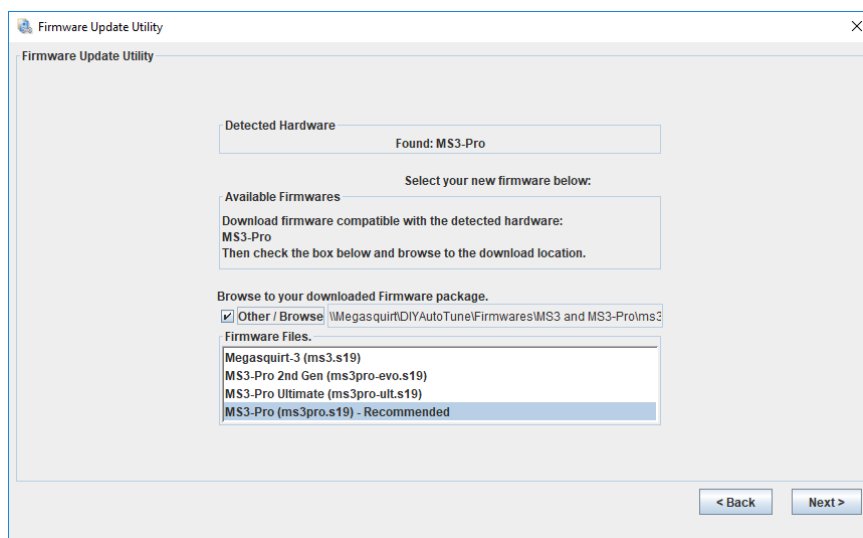 Firmware Update Utility
Firmware Update Utility
Detected Hardware
Found: MS3-Pro
Select your new firmware below:
Available Firmwares
Download firmware compatible with the detected hardware:
MS3-Pro
Then check the box below and browse to the download location.
Browse to your downloaded Firmware package.
Other / Browse \\Megasquirt\DIYAutoTune\Firmwares\MS3 and MS3-Pro\ms3
Firmware Files.
Megasquirt-3 (ms3.s19)
MS3-Pro 2nd Gen (ms3pro-evo.s19)
MS3-Pro Ultimate (ms3pro-ult.s19)
MS3-Pro (ms3pro.s19) - Recommended
< Back Next >